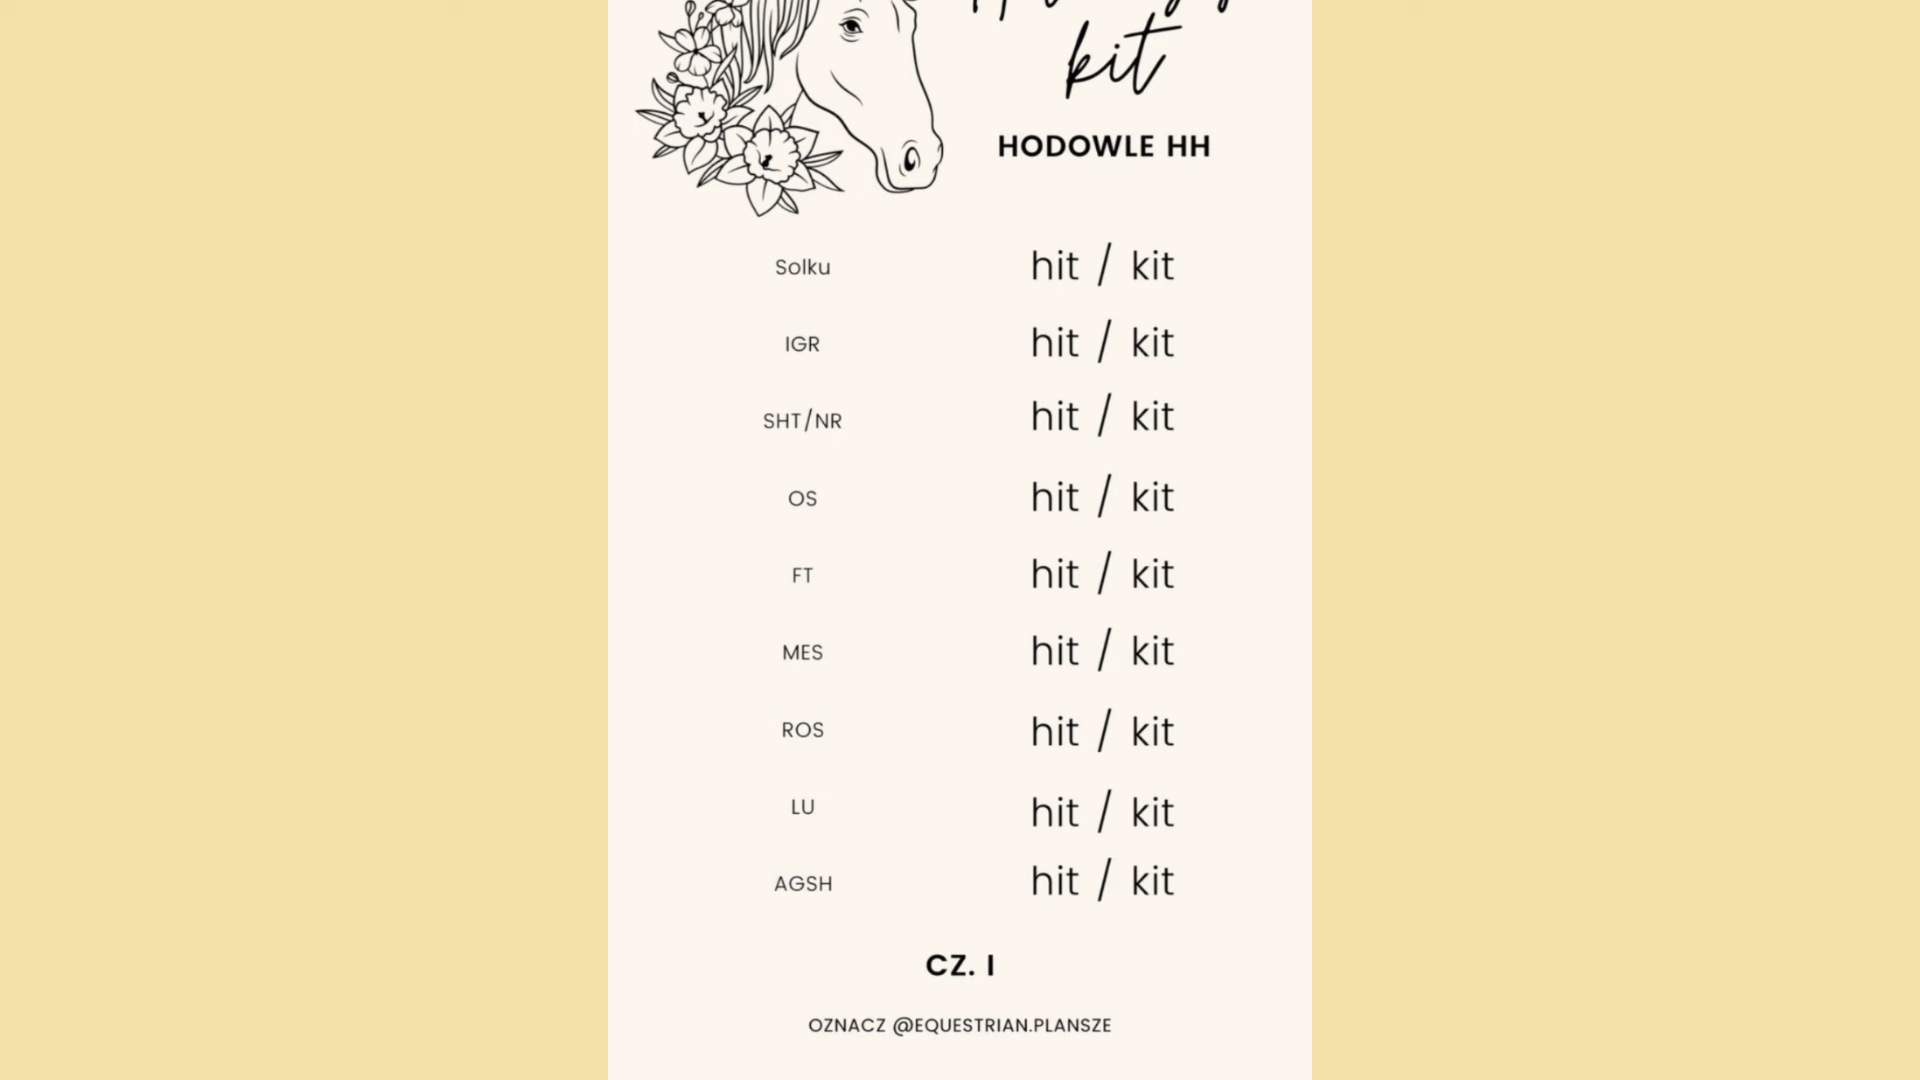 kit
HODOWLE HH
Solku hit / kit
IGR hit / kit
SHT/NR hit / kit
OS hit / kit
FT hit / kit
MES hit / kit
ROS hit / kit
LU hit / kit
AGSH hit / kit
CZ. I
OZNACZ @EQUESTRIAN.PLANSZE